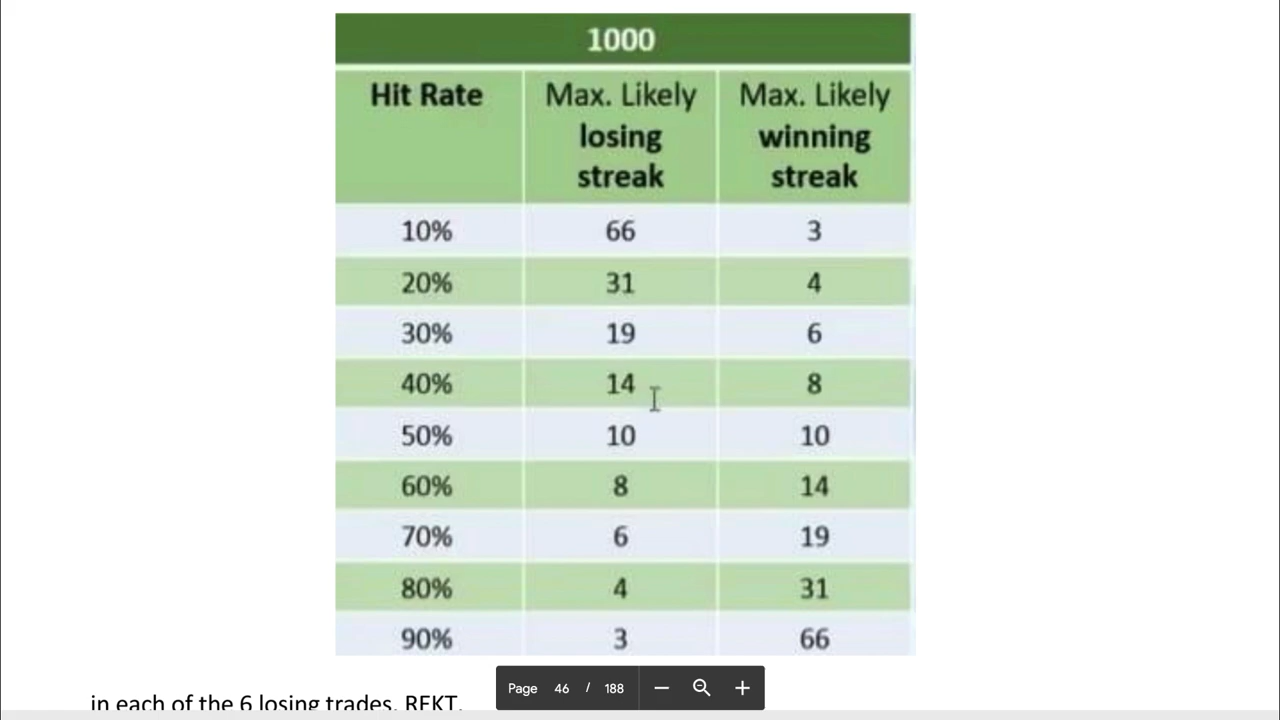 1000
Hit Rate Max. Likely losing streak Max. Likely winning streak
10% 66 3
20% 31 4
30% 19 6
40% 14 8
50% 10 10
60% 8 14
70% 6 19
80% 4 31
90% 3 66
in each of the 6 losing trades. REKT.
Page 46 / 188